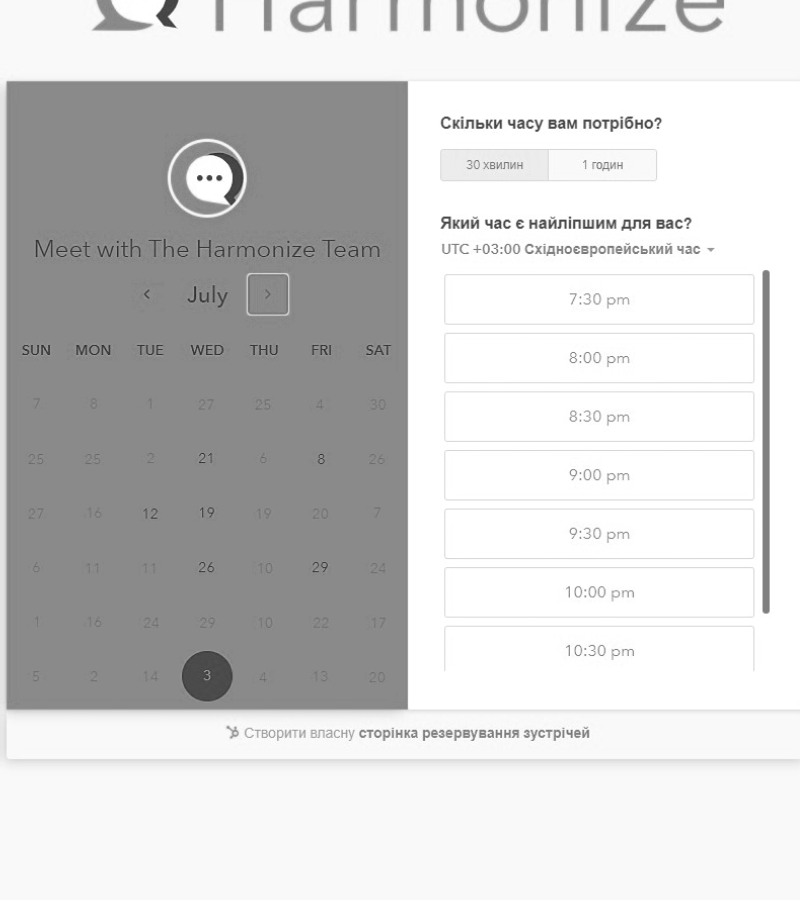 Harmonize
Meet with The Harmonize Team
July
SUN MON TUE WED THU FRI SAT
7 8 1 27 25 4 30
25 25 2 21 6 8 26
27 16 12 19 19 20 7
6 11 11 26 10 29 24
1 16 24 29 10 22 17
5 2 14 3 4 13 20
Скільки часу вам потрібно?
30 хвилин 1 годин
Який час є найліпшим для вас?
UTC +03:00 Східноєвропейський час
7:30 pm
8:00 pm
8:30 pm
9:00 pm
9:30 pm
10:00 pm
10:30 pm
Створити власну сторінка резервування зустрічей